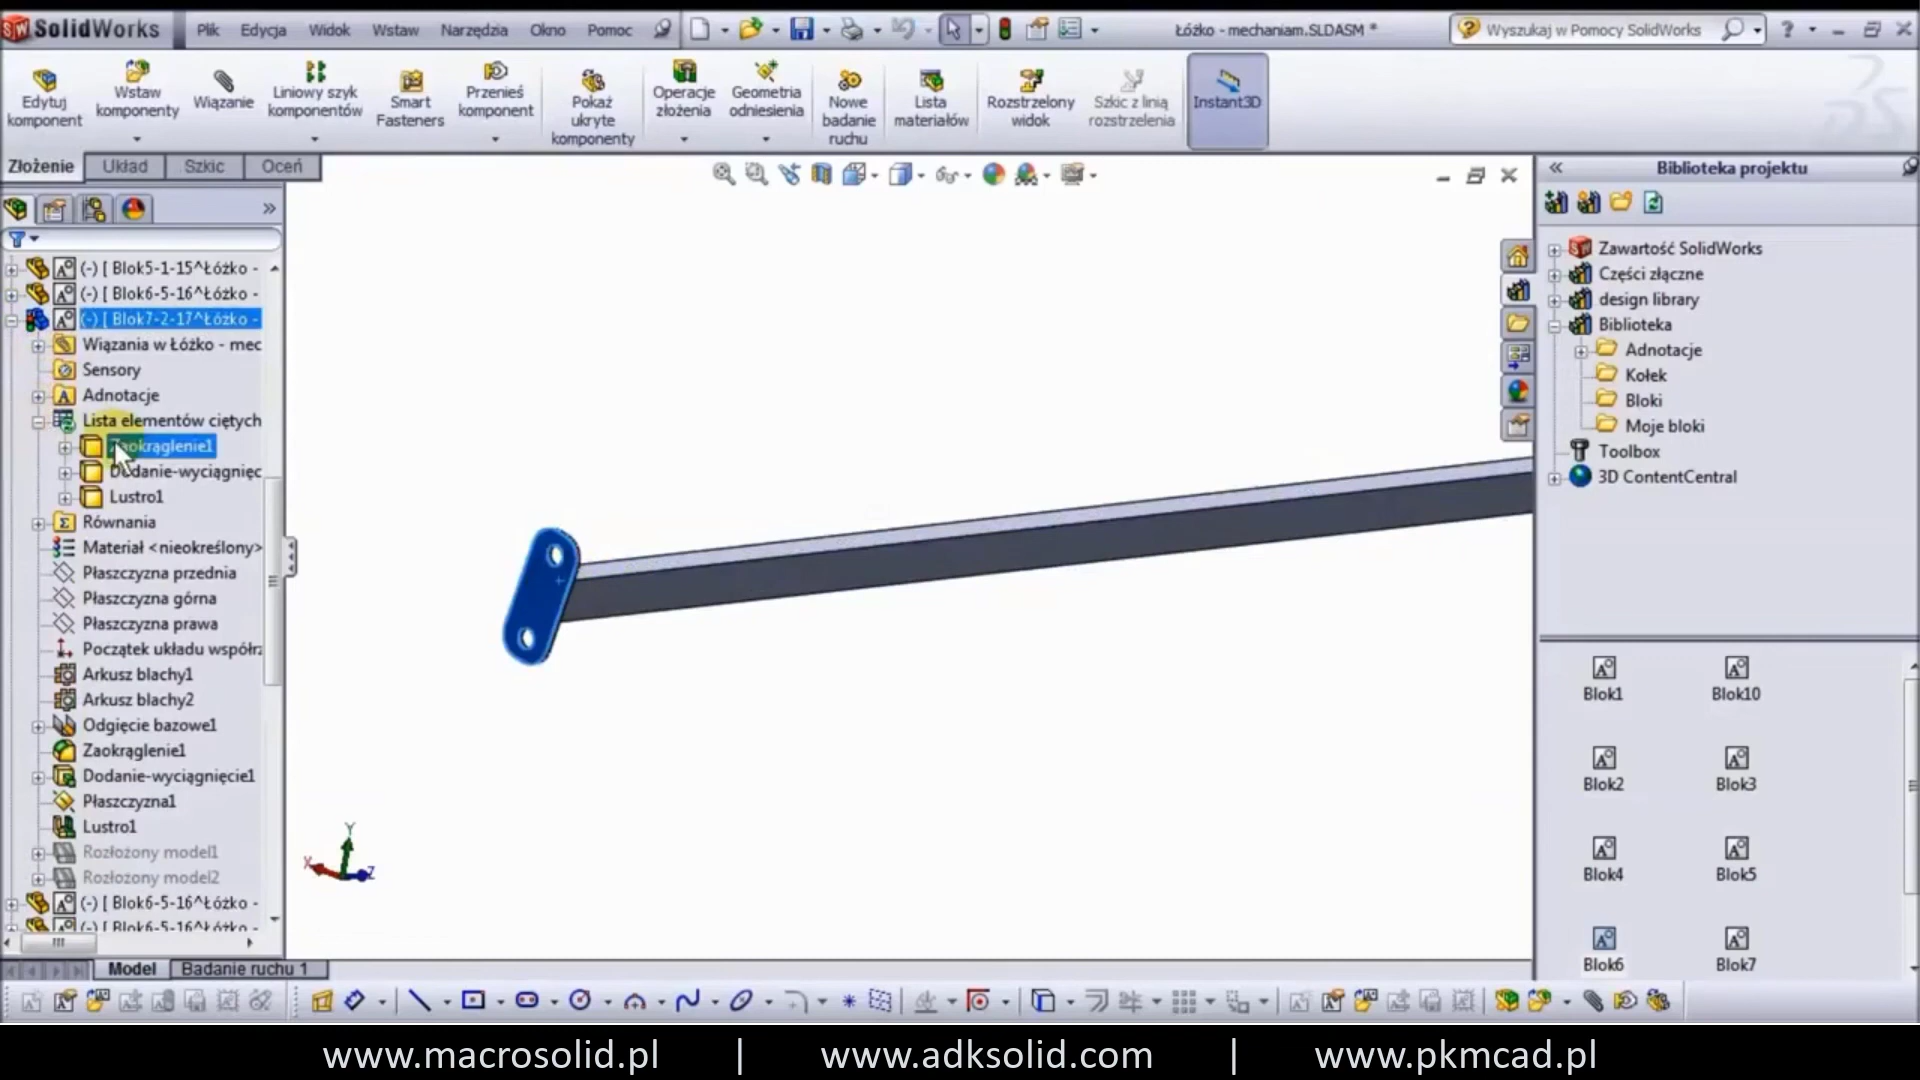 SolidWorks Plik Edycja Widok Wstaw Narzędzia Okno Pomoc Łóżko - mechaniam.SLDASM * Wyszukaj w Pomocy SolidWorks
Edytuj komponent
Wstaw komponenty
Wiązanie
Liniowy szyk komponentów
Smart Fasteners
Przenieś komponent
Pokaż ukryte komponenty
Operacje złożenia
Geometria odniesienia
Nowe badanie ruchu
Lista materiałów
Rozstrzelony widok
Szkic z linią rozstrzelenia
Instant3D
Złożenie Układ Szkic Oceń
(-) [ Blok5-1-15^Łóżko -
(-) [ Blok6-5-16^Łóżko -
(-) [ Blok7-2-17^Łóżko -
Wiązania w Łóżko - mec
Sensory
Adnotacje
Lista elementów ciętych
Zaokrąglenie1
Dodanie-wyciągnięc
Lustro1
Równania
Materiał <nieokreślony>
Płaszczyzna przednia
Płaszczyzna górna
Płaszczyzna prawa
Początek układu współrz
Arkusz blachy1
Arkusz blachy2
Odgięcie bazowe1
Zaokrąglenie1
Dodanie-wyciągnięcie1
Płaszczyzna1
Lustro1
Rozłożony model1
Rozłożony model2
(-) [ Blok6-5-16^Łóżko -
(-) [ Blok6-5-16^Łóżko -
Y
X
Z
Model Badanie ruchu 1
Biblioteka projektu
Zawartość SolidWorks
Części złączne
design library
Biblioteka
Adnotacje
Kołek
Bloki
Moje bloki
Toolbox
3D ContentCentral
Blok1 Blok10
Blok2 Blok3
Blok4 Blok5
Blok6 Blok7
www.macrosolid.pl | www.adksolid.com | www.pkmcad.pl